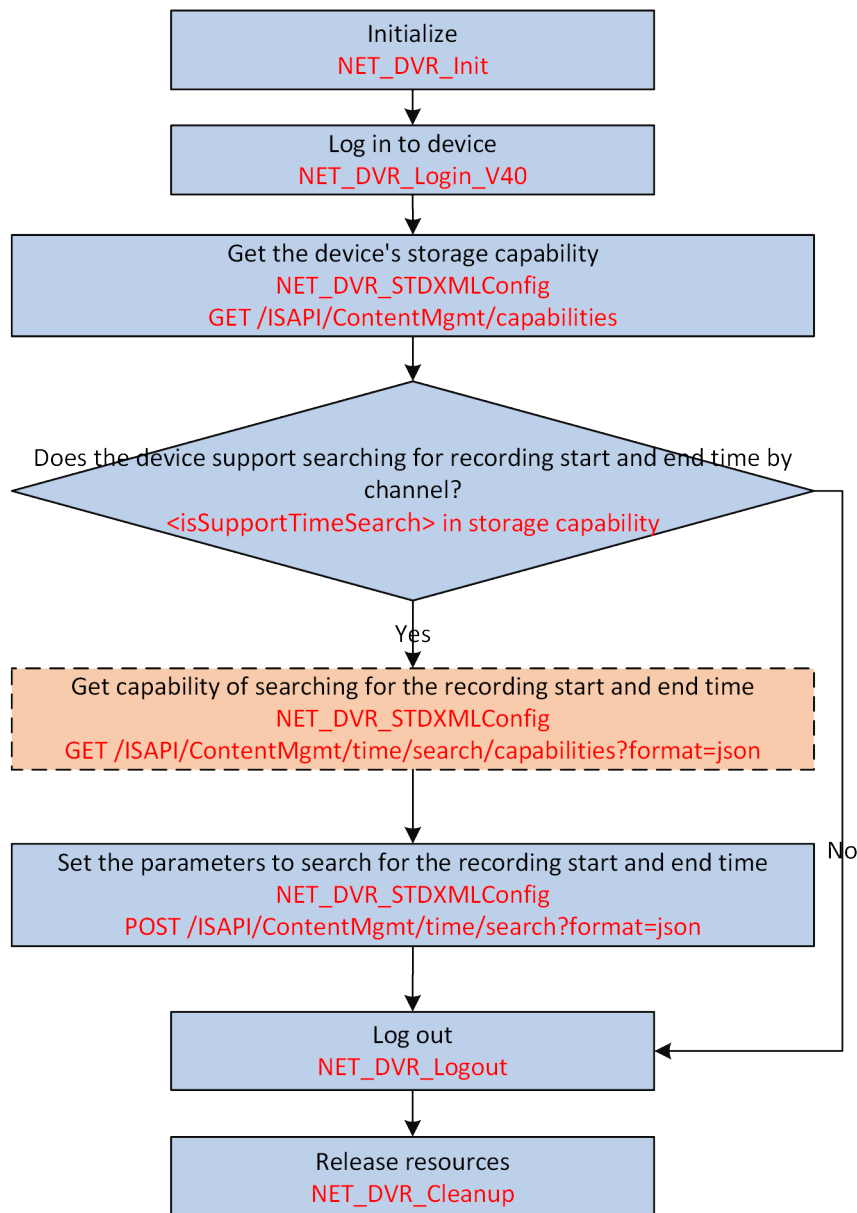 Initialize
NET_DVR_Init
Log in to device
NET_DVR_Login_V40
Get the device's storage capability
NET_DVR_STDXMLConfig
GET /ISAPI/ContentMgmt/capabilities
Does the device support searching for recording start and end time by
channel?
<isSupportTimeSearch> in storage capability
Yes
Get capability of searching for the recording start and end time
NET_DVR_STDXMLConfig
GET /ISAPI/ContentMgmt/time/search/capabilities?format=json
No
Set the parameters to search for the recording start and end time
NET_DVR_STDXMLConfig
POST /ISAPI/ContentMgmt/time/search?format=json
Log out
NET_DVR_Logout
Release resources
NET_DVR_Cleanup